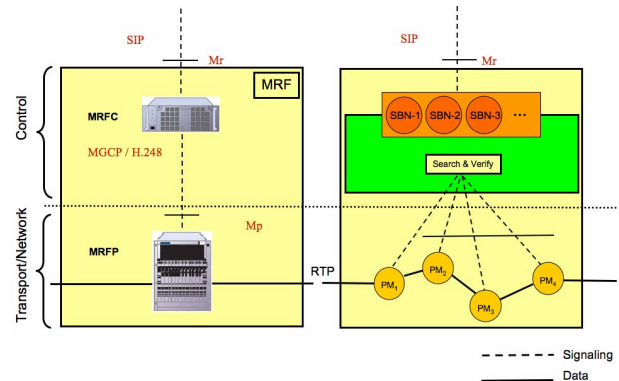 SIP
SIP
Mr
Mr
MRF
Control
MRFC
SBN-1
SBN-2
SBN-3
...
MGCP / H.248
Search & Verify
Transport/Network
MRFP
Mp
RTP
PM1
PM2
PM3
PM4
Signaling
Data